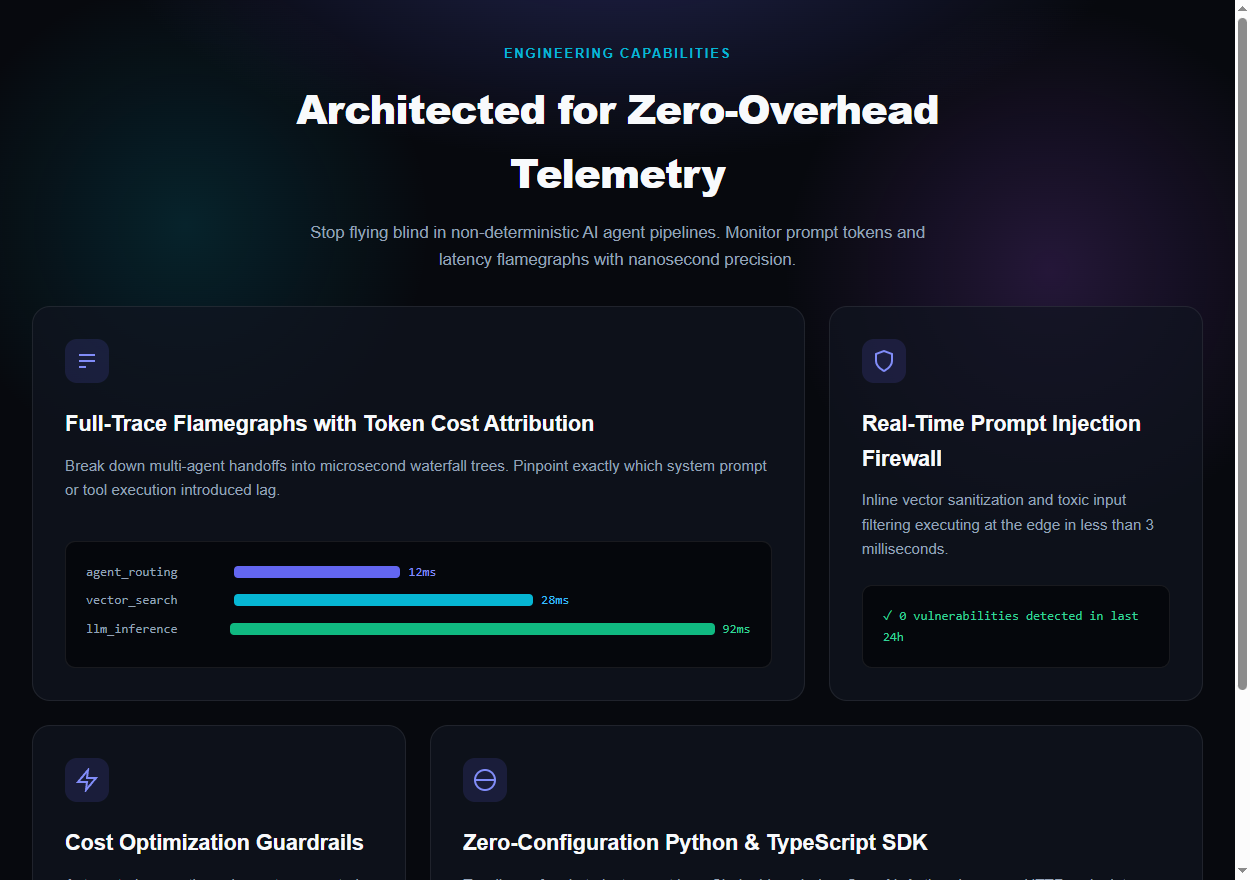 ENGINEERING CAPABILITIES
Architected for Zero-Overhead
Telemetry
Stop flying blind in non-deterministic AI agent pipelines. Monitor prompt tokens and
latency flamegraphs with nanosecond precision.
Full-Trace Flamegraphs with Token Cost Attribution
Break down multi-agent handoffs into microsecond waterfall trees. Pinpoint exactly which system prompt
or tool execution introduced lag.
agent_routing 12ms
vector_search 28ms
llm_inference 92ms
Real-Time Prompt Injection
Firewall
Inline vector sanitization and toxic input
filtering executing at the edge in less than 3
milliseconds.
✓ 0 vulnerabilities detected in last
24h
Cost Optimization Guardrails
Zero-Configuration Python & TypeScript SDK